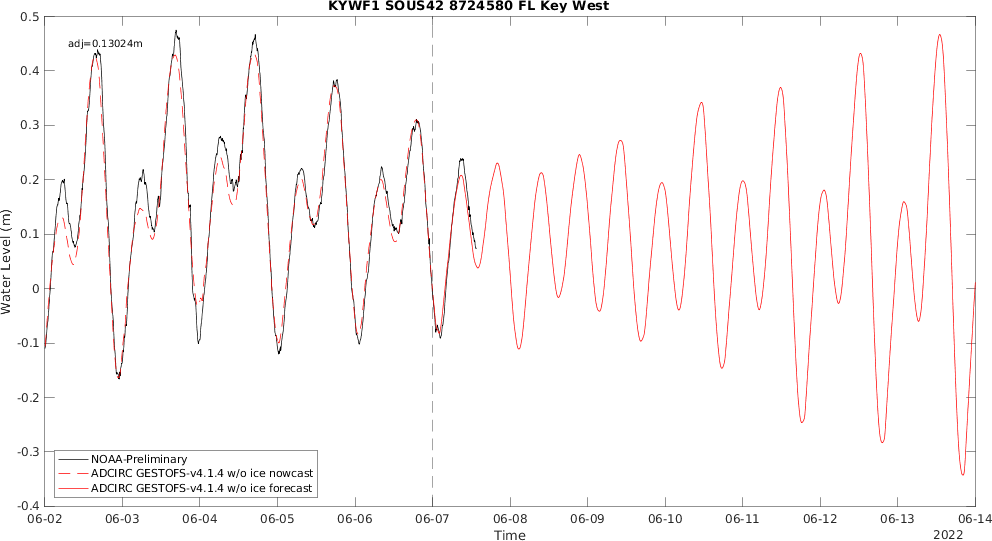 KYWF1 SOUS42 8724580 FL Key West
adj=0.13024m
0.5
0.4
0.3
0.2
0.1
0
-0.1
-0.2
-0.3
-0.4
Water Level (m)
NOAA-Preliminary
ADCIRC GESTOFS-v4.1.4 w/o ice nowcast
ADCIRC GESTOFS-v4.1.4 w/o ice forecast
06-02 06-03 06-04 06-05 06-06 06-07 06-08 06-09 06-10 06-11 06-12 06-13 06-14
Time
2022